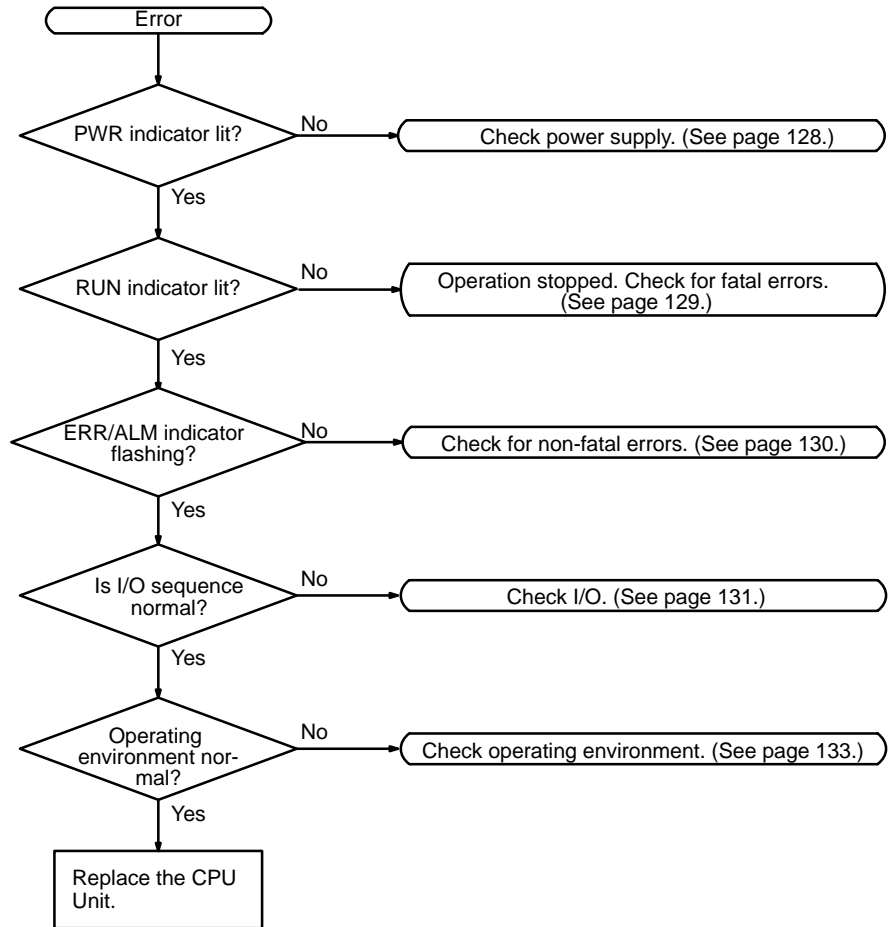 Error
PWR indicator lit?
No
Check power supply. (See page 128.)
Yes
RUN indicator lit?
No
Operation stopped. Check for fatal errors.
(See page 129.)
Yes
ERR/ALM indicator
flashing?
No
Check for non-fatal errors. (See page 130.)
Yes
Is I/O sequence
normal?
No
Check I/O. (See page 131.)
Yes
Operating
environment nor-
mal?
No
Check operating environment. (See page 133.)
Yes
Replace the CPU
Unit.